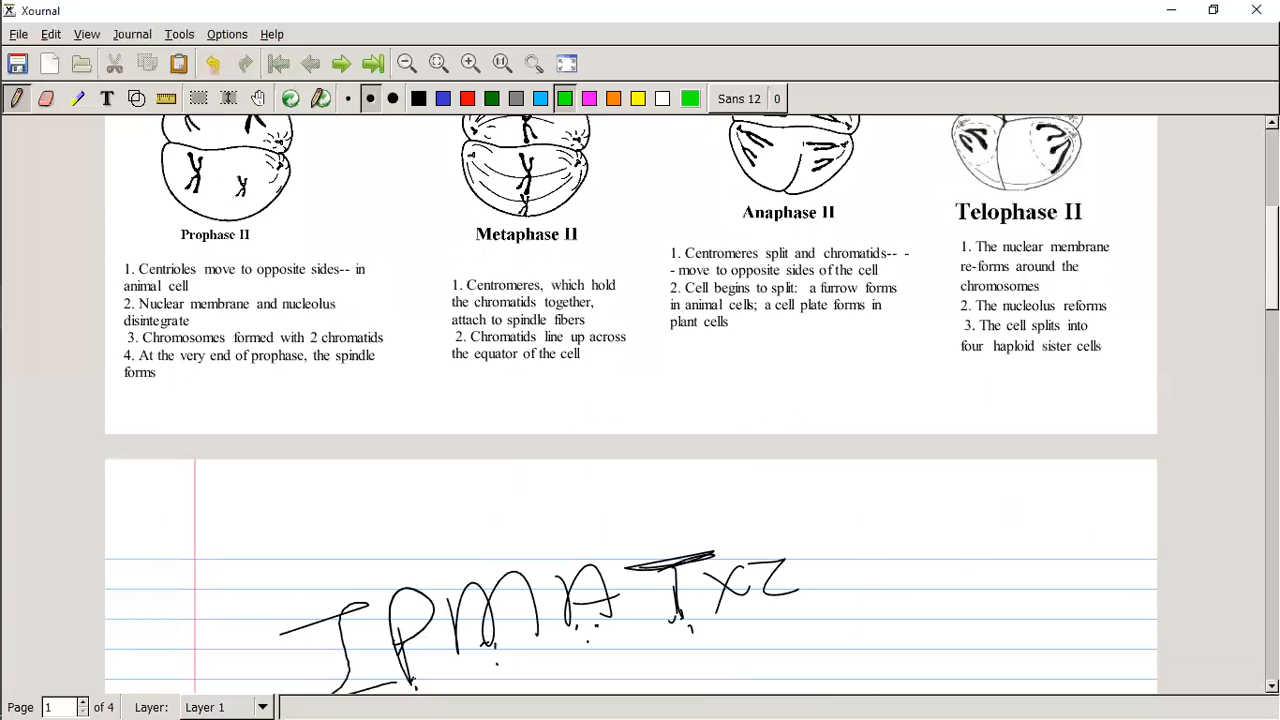 Xournal
File Edit View Journal Tools Options Help
T Sans 12 0
Prophase II
1. Centrioles move to opposite sides-- in
animal cell
2. Nuclear membrane and nucleolus
disintegrate
3. Chromosomes formed with 2 chromatids
4. At the very end of prophase, the spindle
forms
Metaphase II
1. Centromeres, which hold
the chromatids together,
attach to spindle fibers
2. Chromatids line up across
the equator of the cell
Anaphase II
1. Centromeres split and chromatids-- -
- move to opposite sides of the cell
2. Cell begins to split: a furrow forms
in animal cells; a cell plate forms in
plant cells
Telophase II
1. The nuclear membrane
re-forms around the
chromosomes
2. The nucleolus reforms
3. The cell splits into
four haploid sister cells
IPMAT x2
Page 1 of 4 Layer: Layer 1